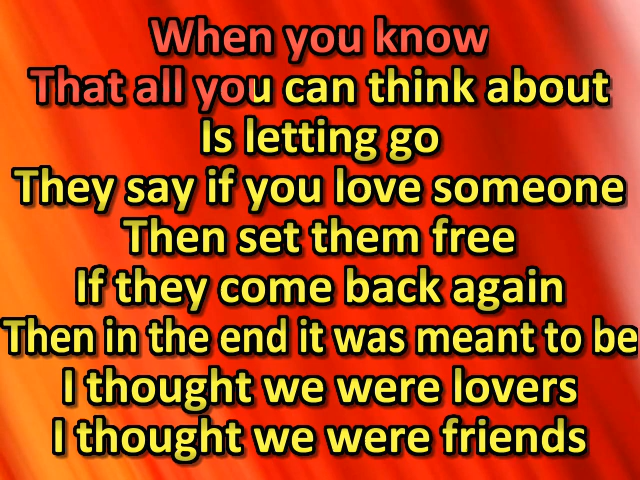 When you know
That all you can think about
Is letting go
They say if you love someone
Then set them free
If they come back again
Then in the end it was meant to be
I thought we were lovers
I thought we were friends